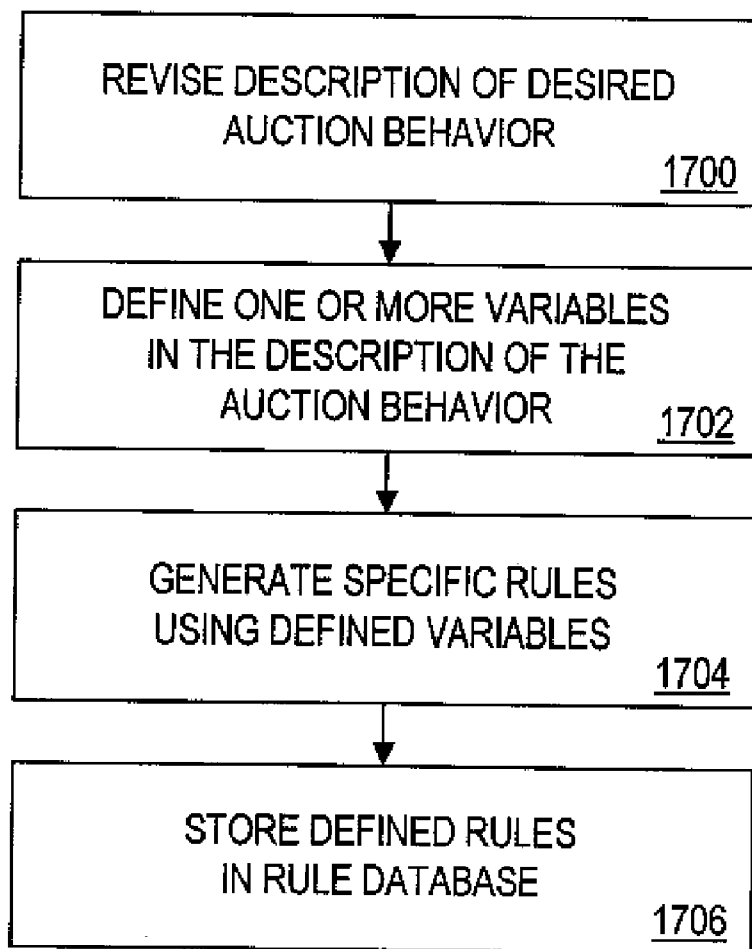 REVISE DESCRIPTION OF DESIRED
AUCTION BEHAVIOR
1700
DEFINE ONE OR MORE VARIABLES
IN THE DESCRIPTION OF THE
AUCTION BEHAVIOR
1702
GENERATE SPECIFIC RULES
USING DEFINED VARIABLES
1704
STORE DEFINED RULES
IN RULE DATABASE
1706